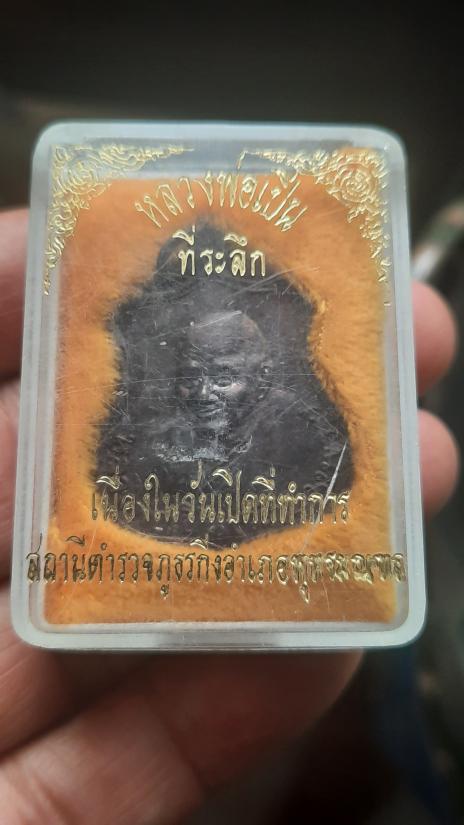 หลวงพ่อเปิ่น
ที่ระลึก
เนื่องในวันเปิดที่ทำการ
สถานีตำรวจภูธรกิ่งอำเภอพุทธมณฑล